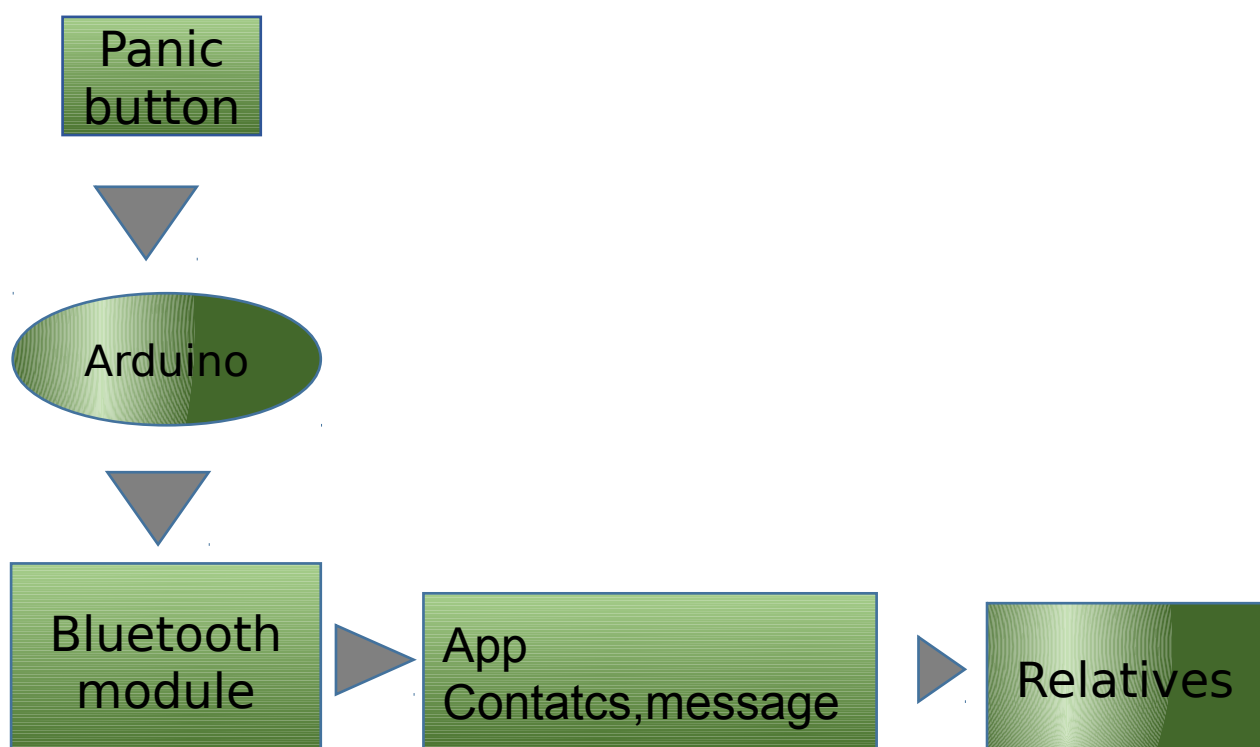 Panic
button
Arduino
Bluetooth
module
App
Contatcs,message
Relatives